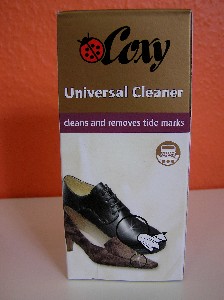 Coxy
Universal Cleaner
cleans and removes tide marks